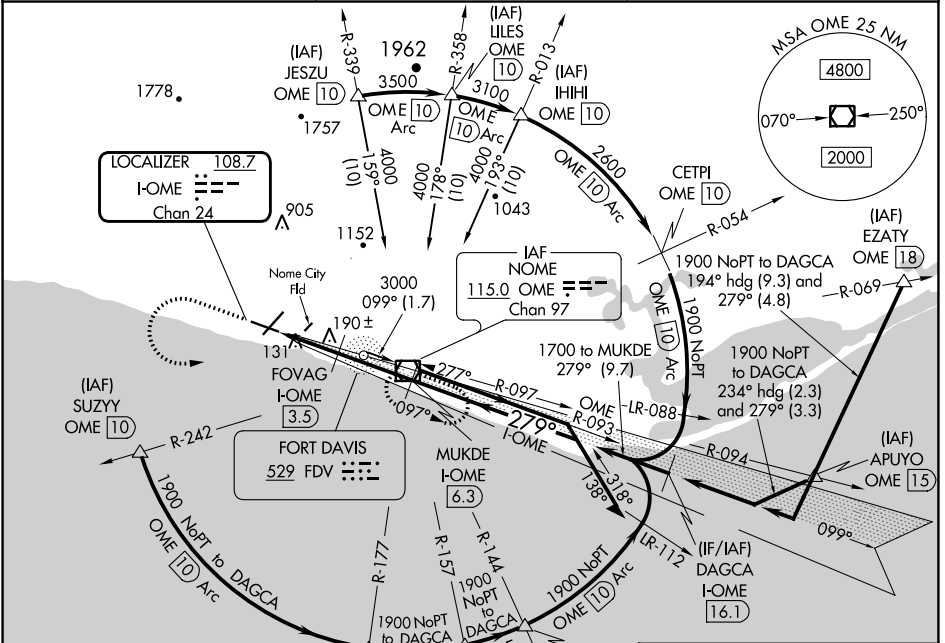 MSA OME 25 NM
4800
070°
250°
2000
(IAF)
JESZU
OME 10
R-339
1962
R-358
(IAF)
LILES
OME
10
R-013
(IAF)
IHIHI
OME 10
1778
1757
3500
OME 10
Arc
3100
OME
10 Arc
4000
159°
(10)
4000
178°
(10)
4000
193°
(10)
2600
OME 10 Arc
CETPI
OME 10
R-054
LOCALIZER 108.7
I-OME
Chan 24
905
1152
1043
(IAF)
EZATY
OME 18
R-069
1900 NoPT to DAGCA
194° hdg (9.3) and
279° (4.8)
IAF
NOME
115.0 OME
Chan 97
Nome City
Fld
3000
099° (1.7)
190±
131
FOVAG
I-OME
3.5
1900 NoPT
OME 10 Arc
1700 to MUKDE
279° (9.7)
1900 NoPT
to DAGCA
234° hdg (2.3)
and 279° (3.3)
277°
R-097
OME
R-093
LR-088
R-094
097°
279°
I-OME
(IAF)
SUZYY
OME 10
R-242
FORT DAVIS
529 FDV
MUKDE
I-OME
6.3
138°
318°
LR-112
(IAF)
APUYO
OME 15
099°
(IF/IAF)
DAGCA
I-OME
16.1
1900 NoPT to DAGCA
OME 10 Arc
R-177
R-157
R-144
1900 NoPT
to DAGCA
1900
NoPT
to
DAGCA
1900 NoPT
OME 10 Arc